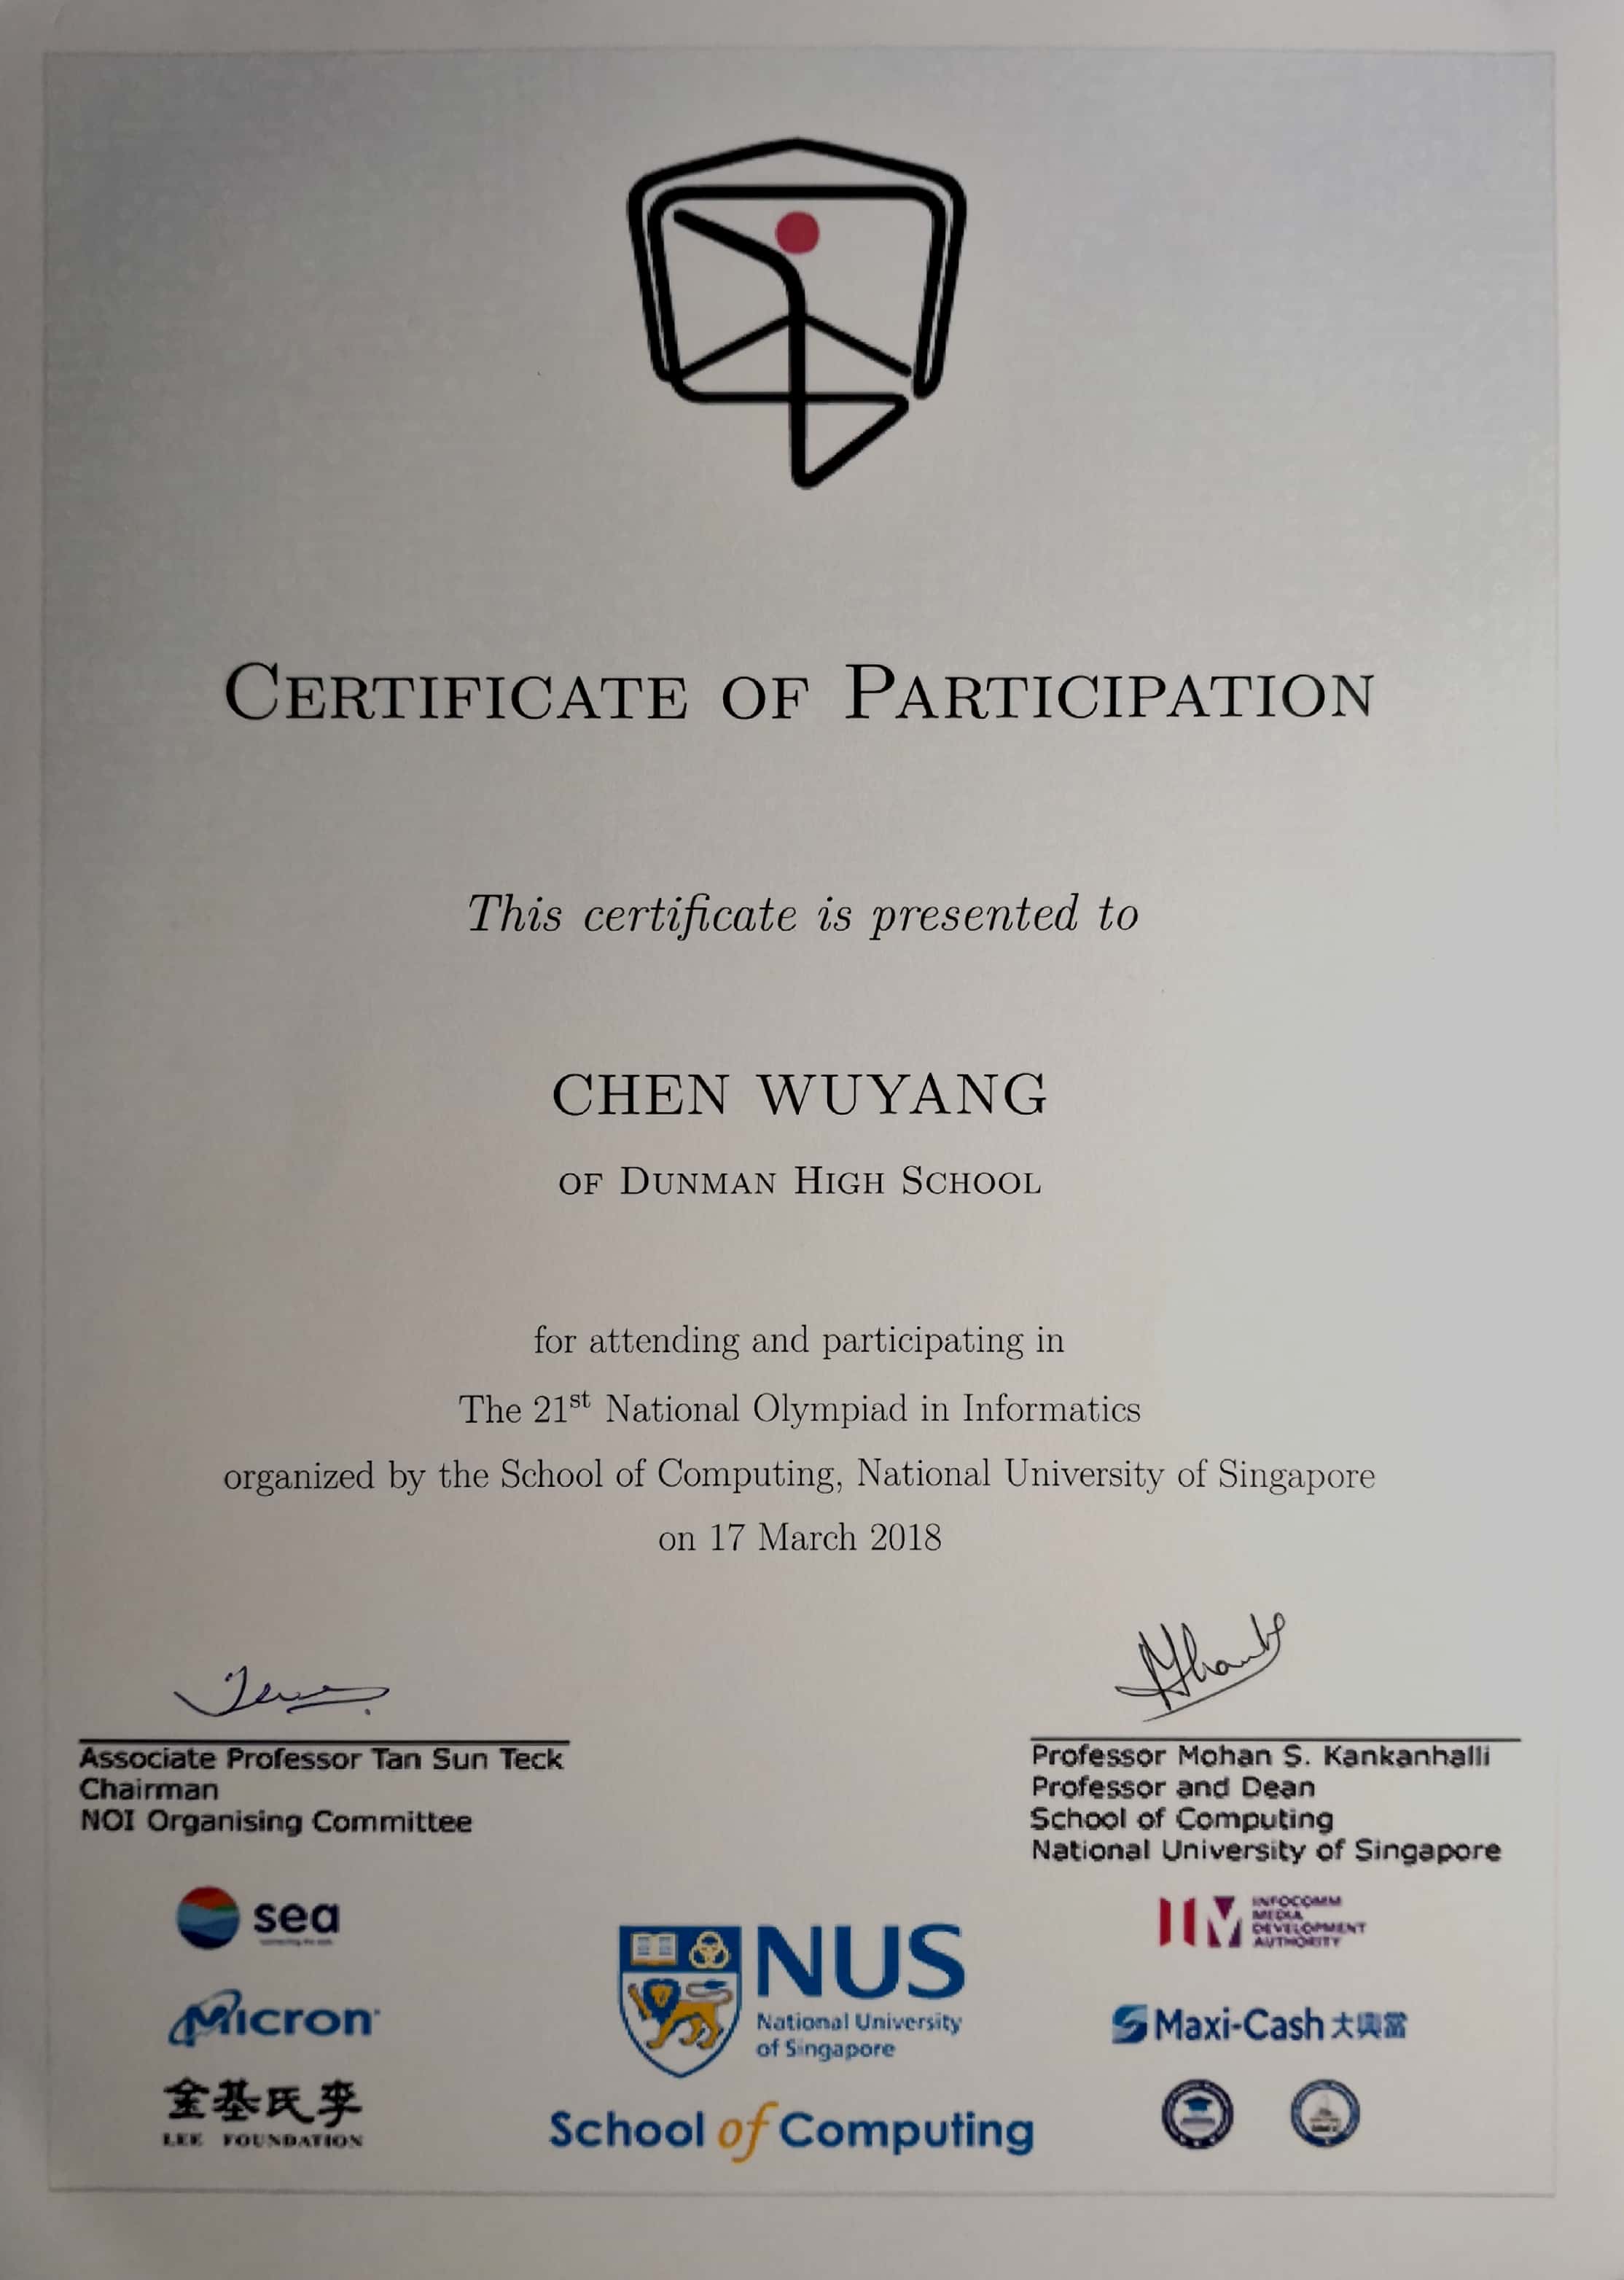 CERTIFICATE OF PARTICIPATION
This certificate is presented to
CHEN WUYANG
OF DUNMAN HIGH SCHOOL
for attending and participating in
The 21st National Olympiad in Informatics
organized by the School of Computing, National University of Singapore
on 17 March 2018
Associate Professor Tan Sun Teck
Chairman
NOI Organising Committee
Professor Mohan S. Kankanhalli
Professor and Dean
School of Computing
National University of Singapore
sea
Micron
金基氏李
LEE FOUNDATION
NUS
National University
of Singapore
School of Computing
INFOCOMM
MEDIA
DEVELOPMENT
AUTHORITY
Maxi-Cash 大興當